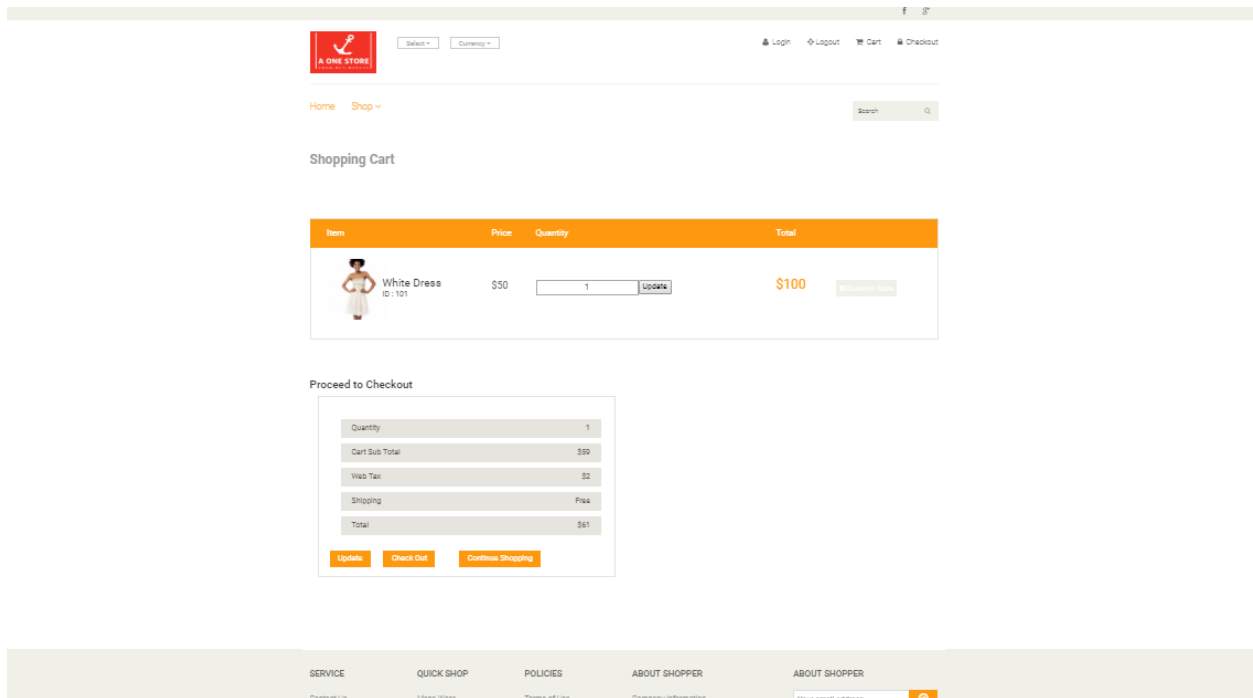 f g+
A ONE STORE
Select
Currency
Login Logout Cart Checkout
Home Shop
Search
Shopping Cart
Item Price Quantity Total
White Dress $50 1 Update $100
ID : 101
Proceed to Checkout
Quantity 1
Cart Sub Total $59
Web Tax $2
Shipping Free
Total $61
Update Check Out Continue Shopping
SERVICE QUICK SHOP POLICIES ABOUT SHOPPER ABOUT SHOPPER